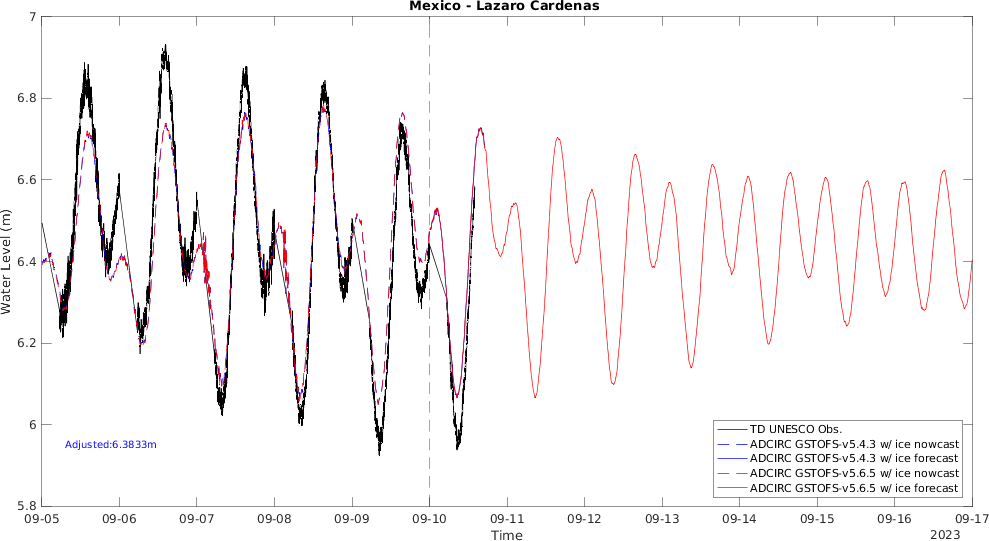 Mexico - Lazaro Cardenas
7
6.8
6.6
6.4
6.2
6
5.8
Water Level (m)
Adjusted:6.3833m
TD UNESCO Obs.
ADCIRC GSTOFS-v5.4.3 w/ ice nowcast
ADCIRC GSTOFS-v5.4.3 w/ ice forecast
ADCIRC GSTOFS-v5.6.5 w/ ice nowcast
ADCIRC GSTOFS-v5.6.5 w/ ice forecast
09-05 09-06 09-07 09-08 09-09 09-10 09-11 09-12 09-13 09-14 09-15 09-16 09-17
Time
2023